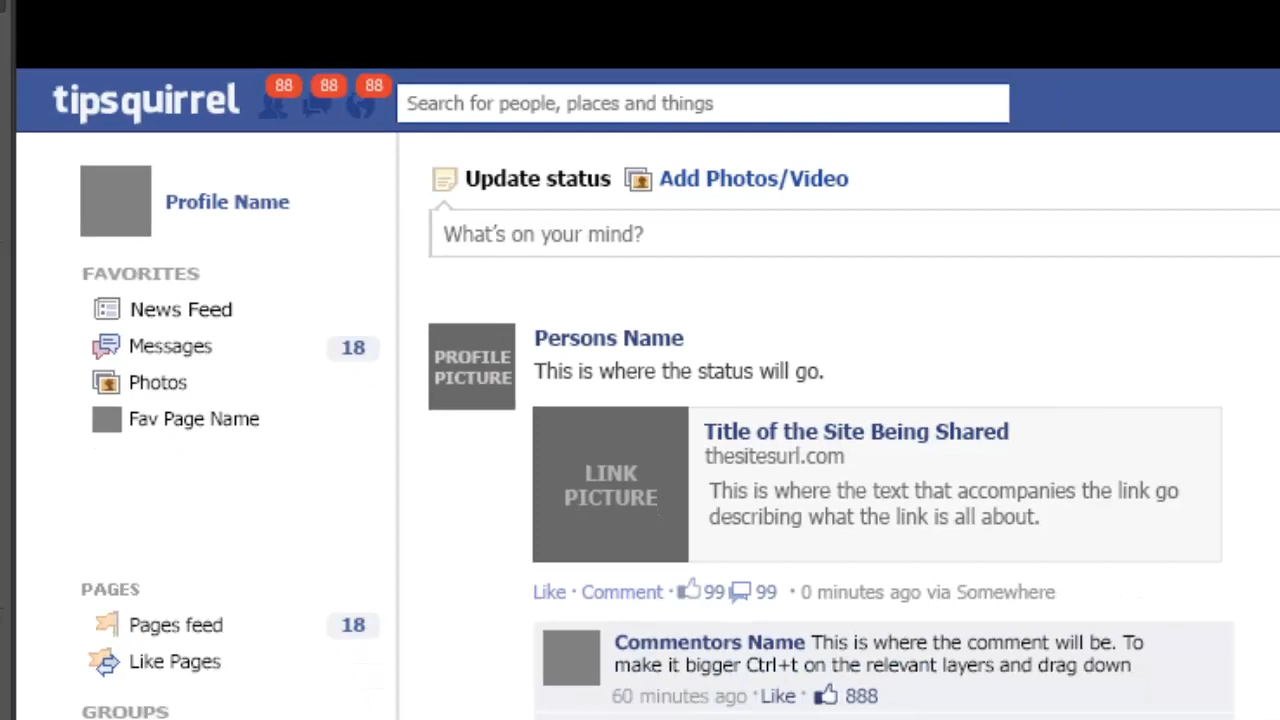 tipsquirrel
88
88
88
Search for people, places and things
Profile Name
FAVORITES
News Feed
Messages
18
Photos
Fav Page Name
PAGES
Pages feed
18
Like Pages
GROUPS
Update status
Add Photos/Video
What's on your mind?
PROFILE
PICTURE
Persons Name
This is where the status will go.
LINK
PICTURE
Title of the Site Being Shared
thesitesurl.com
This is where the text that accompanies the link go
describing what the link is all about.
Like · Comment · 99 99 · 0 minutes ago via Somewhere
Commentors Name This is where the comment will be. To
make it bigger Ctrl+t on the relevant layers and drag down
60 minutes ago · Like · 888